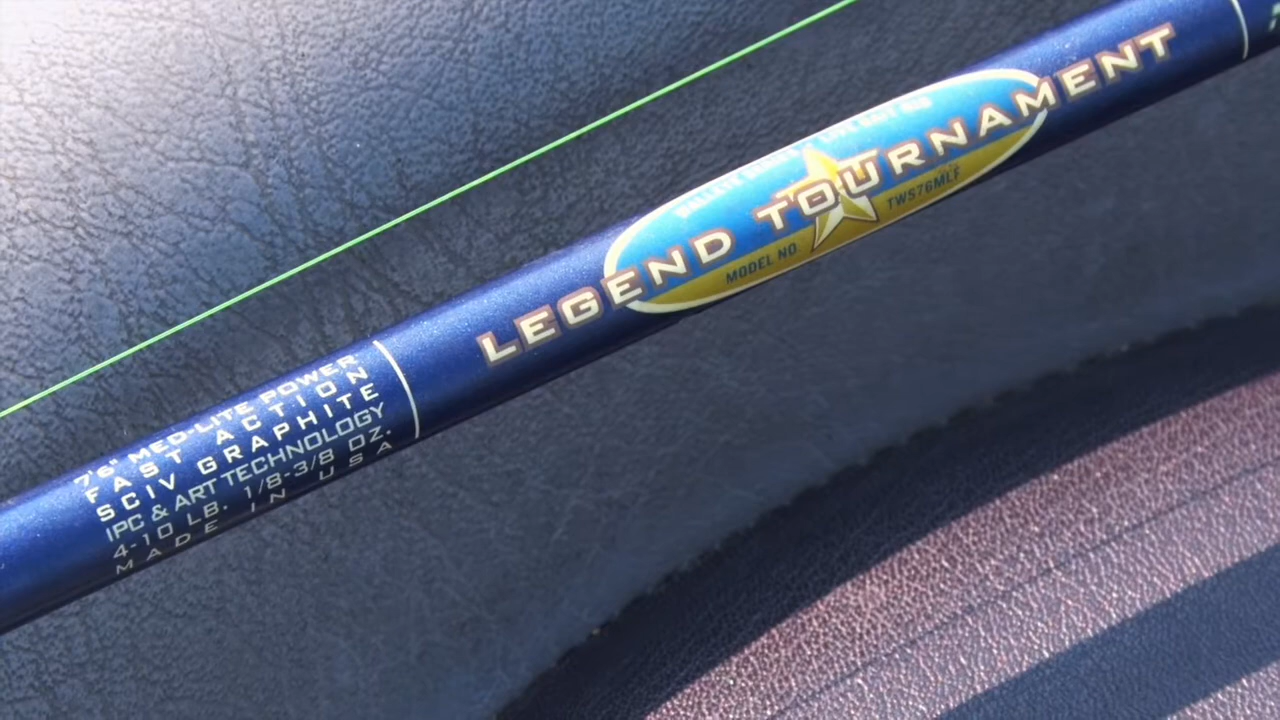 LEGEND TOURNAMENT
MODEL NO. TWS76MLF
7'6" MED-LITE POWER
FAST ACTION
SCIV GRAPHITE
IPC & ART TECHNOLOGY
4-10 LB. 1/8-3/8 OZ.
MADE IN USA